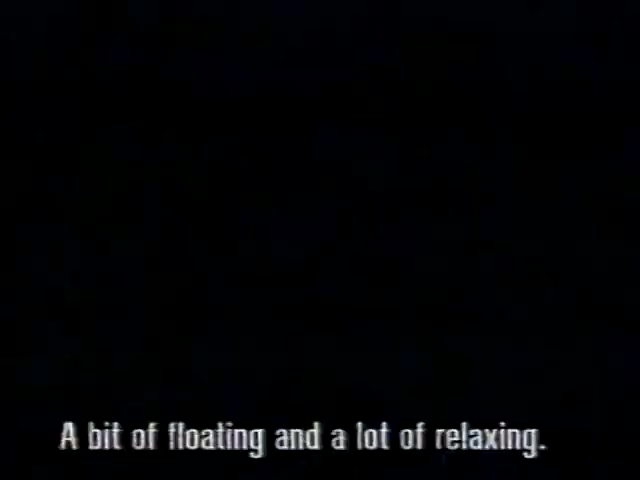 A bit of floating and a lot of relaxing.